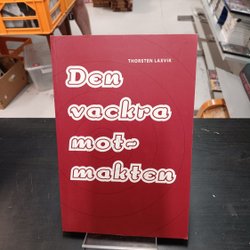 THORSTEN LAXVIK
Den
vackra
mot-
makten